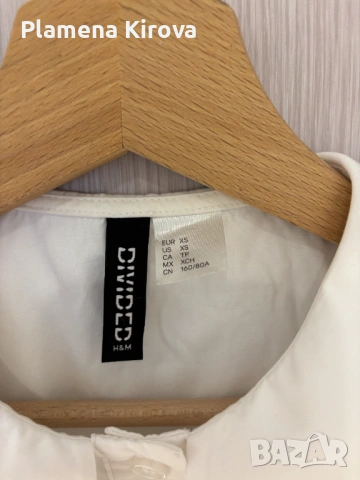 Plamena Kirova
DIVIDED
H&M
EUR XS
US XS
CA TP
MX XCH
CN 160/80A
BAZAR